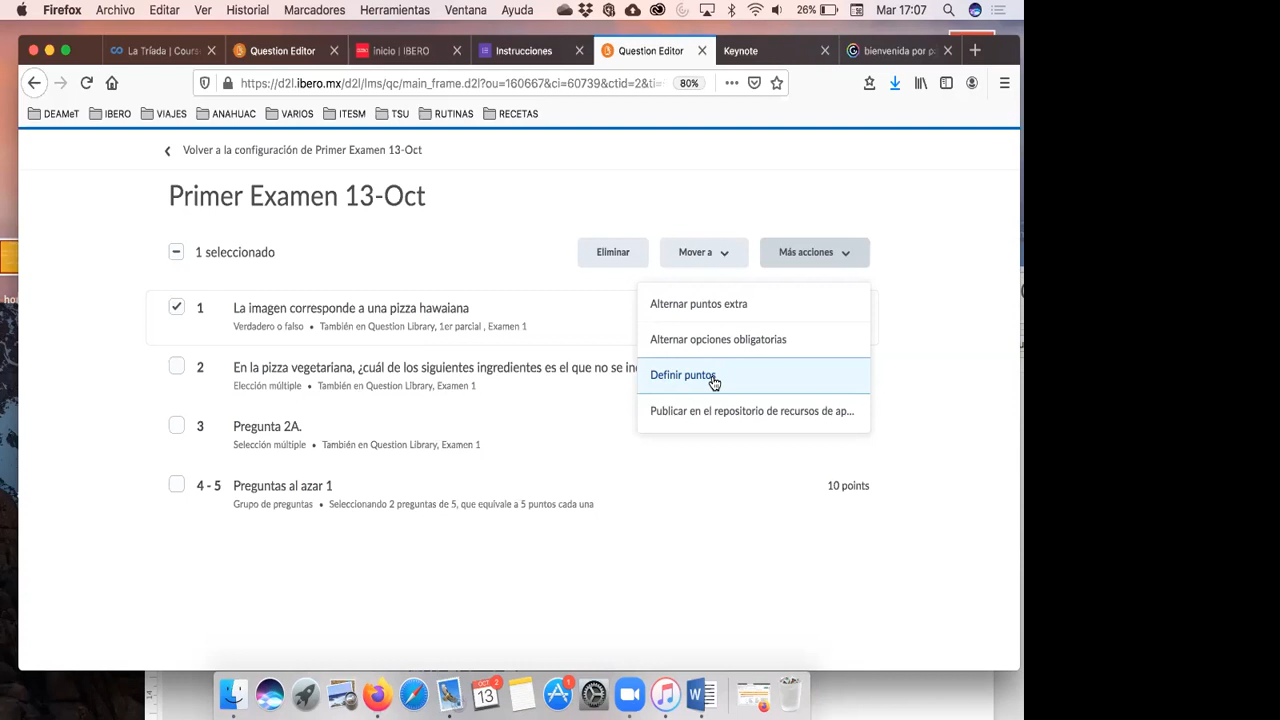 Firefox Archivo Editar Ver Historial Marcadores Herramientas Ventana Ayuda 26% Mar 17:07
La Tríada | Cours Question Editor inicio | IBERO Instrucciones Question Editor Keynote bienvenida por p
https://d2l.ibero.mx/d2l/lms/qc/main_frame.d2l?ou=160667&ci=60739&ctid=2&ti= 80%
DEAMeT IBERO VIAJES ANAHUAC VARIOS ITESM TSU RUTINAS RECETAS
Volver a la configuración de Primer Examen 13-Oct
Primer Examen 13-Oct
1 seleccionado Eliminar Mover a Más acciones
1 La imagen corresponde a una pizza hawaiana
Verdadero o falso • También en Question Library, 1er parcial , Examen 1
Alternar puntos extra
Alternar opciones obligatorias
Definir puntos
Publicar en el repositorio de recursos de ap...
2 En la pizza vegetariana, ¿cuál de los siguientes ingredientes es el que no se in
Elección múltiple • También en Question Library, Examen 1
3 Pregunta 2A.
Selección múltiple • También en Question Library, Examen 1
4 - 5 Preguntas al azar 1 10 points
Grupo de preguntas • Seleccionando 2 preguntas de 5, que equivale a 5 puntos cada una
OCT 2 1
13